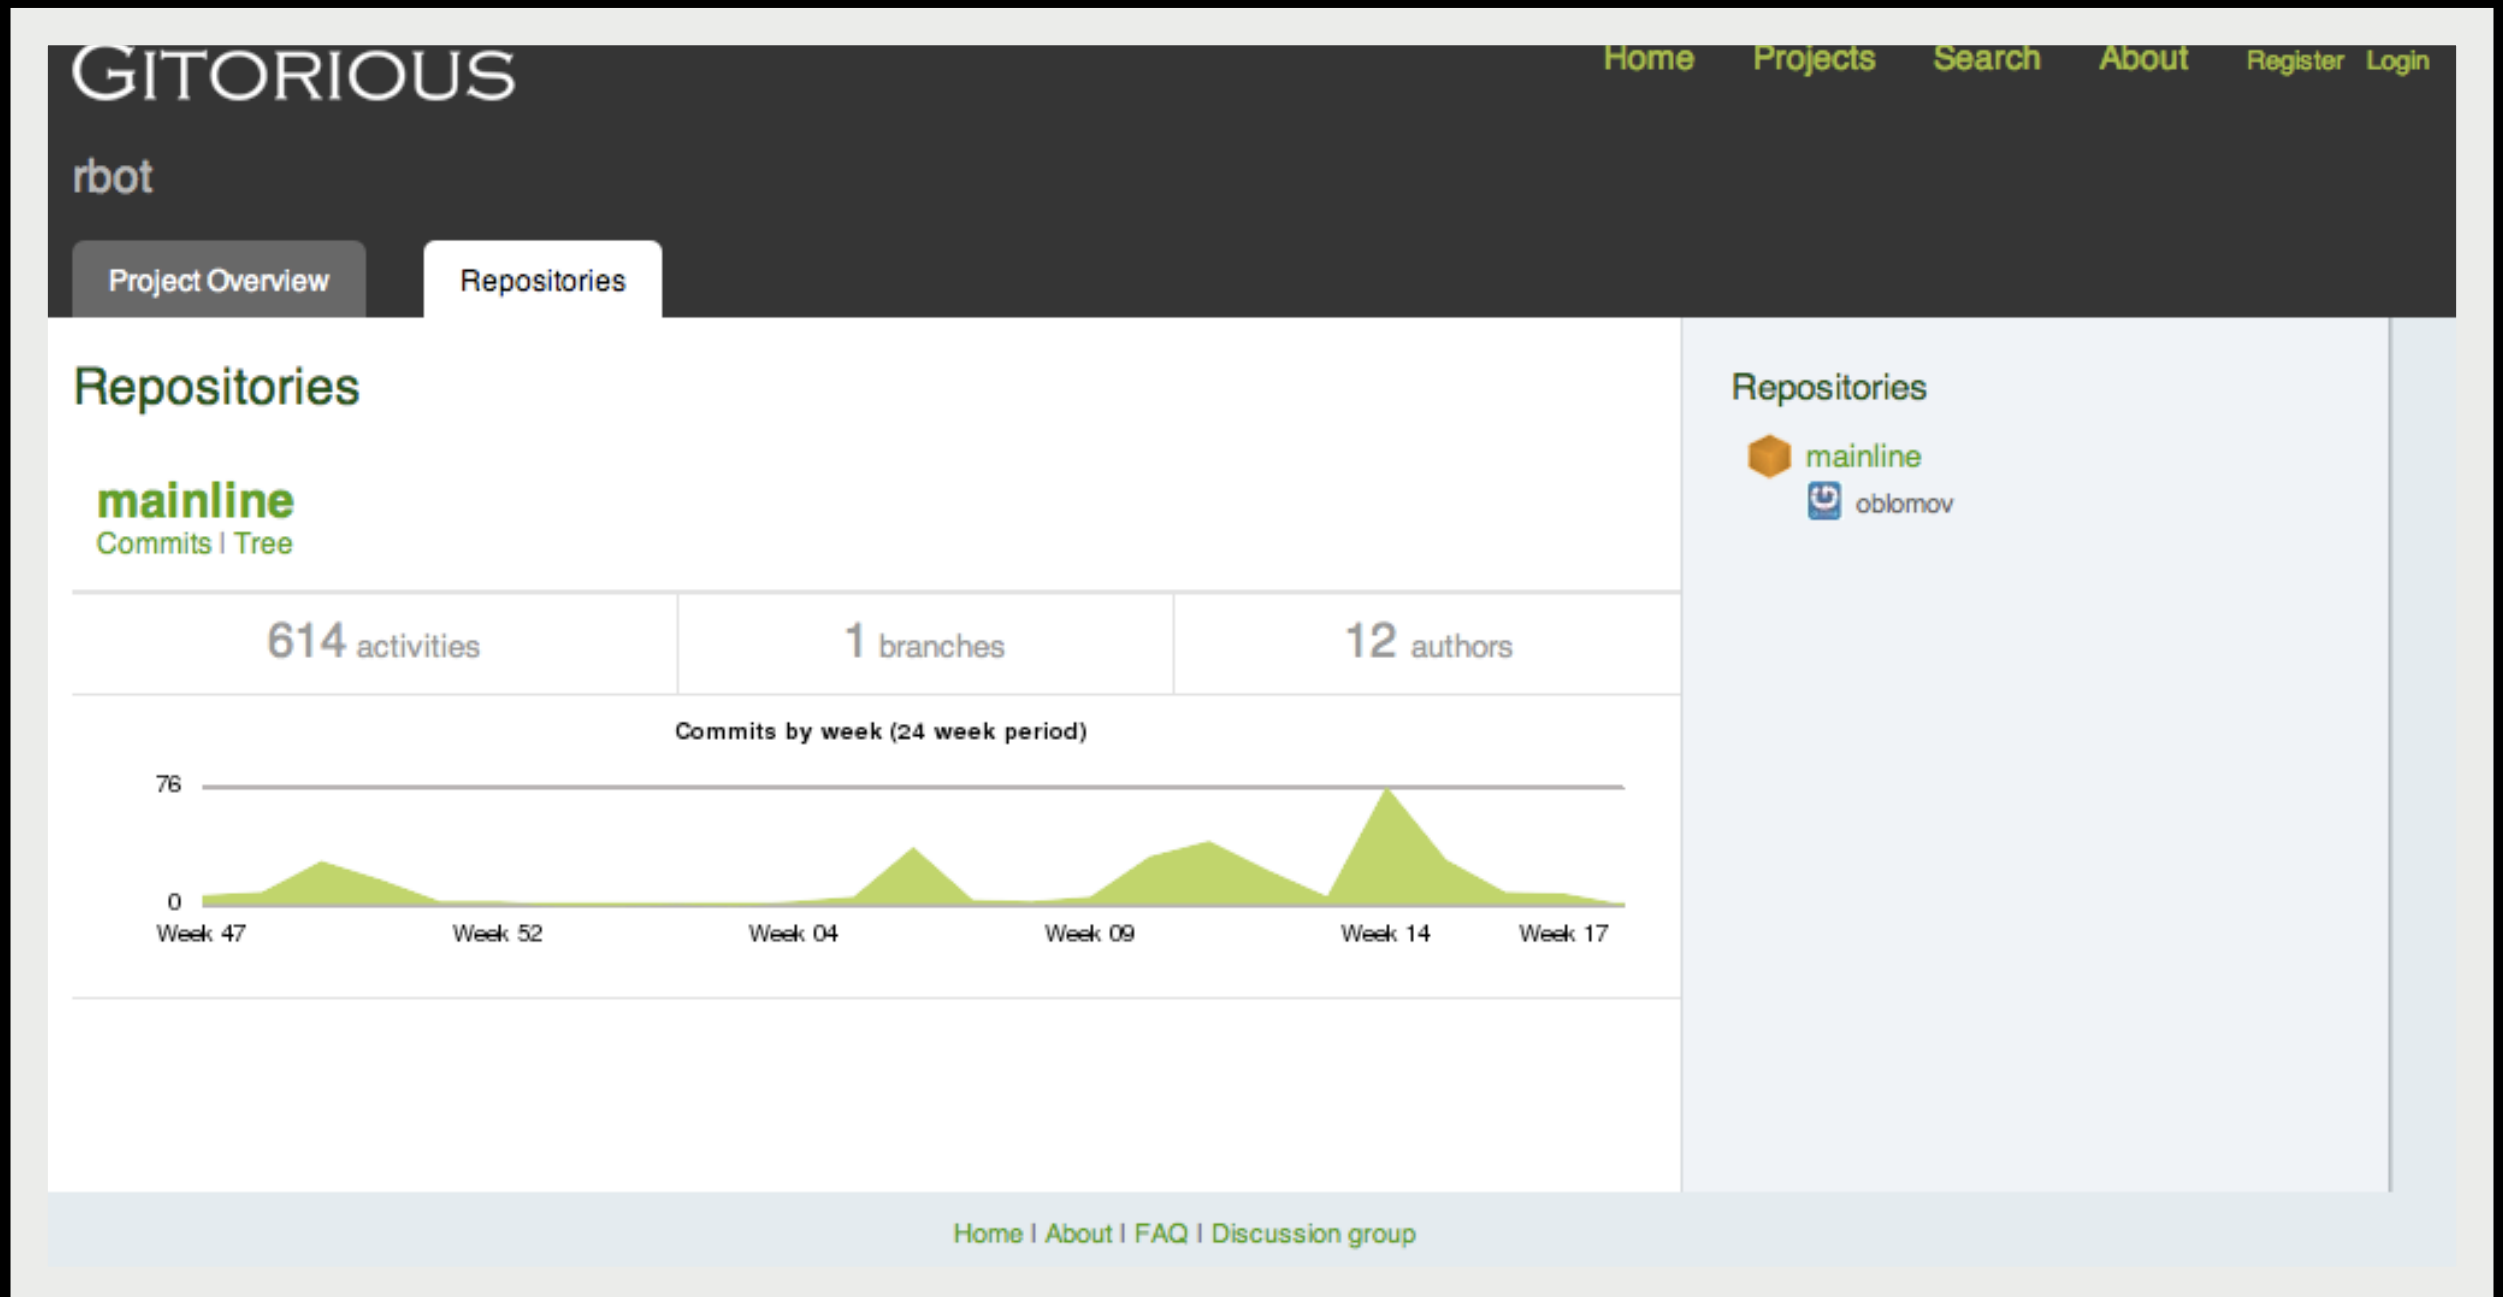 GITORIOUS
Home Projects Search About Register Login
rbot
Project Overview Repositories
Repositories
mainline
Commits | Tree
614 activities 1 branches 12 authors
Commits by week (24 week period)
76
0
Week 47 Week 52 Week 04 Week 09 Week 14 Week 17
Repositories
mainline
oblomov
Home | About | FAQ | Discussion group